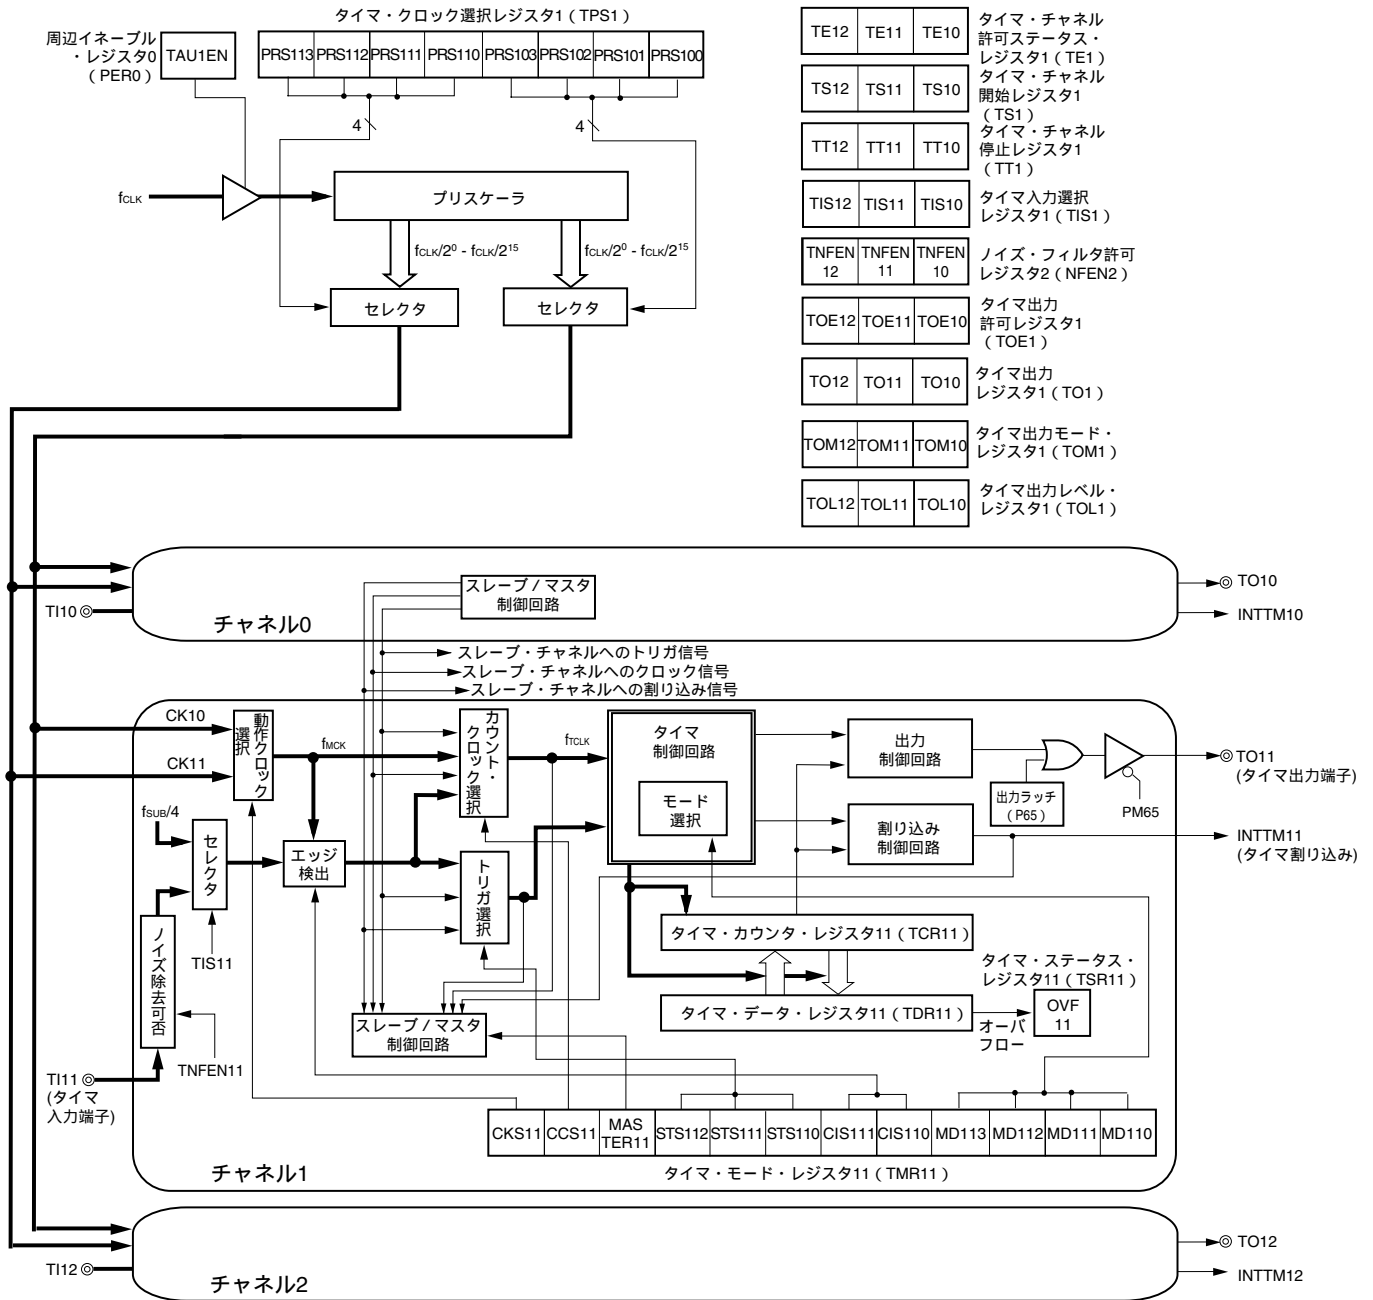 タイマ・クロック選択レジスタ1（TPS1）
周辺イネーブル
・レジスタ0
（PER0）
TAU1EN
PRS113 PRS112 PRS111 PRS110 PRS103 PRS102 PRS101 PRS100
4
4
fCLK
プリスケーラ
fCLK/2⁰ - fCLK/2¹⁵
fCLK/2⁰ - fCLK/2¹⁵
セレクタ
セレクタ
TE12 TE11 TE10
タイマ・チャネル
許可ステータス・
レジスタ1（TE1）
TS12 TS11 TS10
タイマ・チャネル
開始レジスタ1
（TS1）
TT12 TT11 TT10
タイマ・チャネル
停止レジスタ1
（TT1）
TIS12 TIS11 TIS10
タイマ入力選択
レジスタ1（TIS1）
TNFEN12 TNFEN11 TNFEN10
ノイズ・フィルタ許可
レジスタ2（NFEN2）
TOE12 TOE11 TOE10
タイマ出力
許可レジスタ1
（TOE1）
TO12 TO11 TO10
タイマ出力
レジスタ1（TO1）
TOM12 TOM11 TOM10
タイマ出力モード・
レジスタ1（TOM1）
TOL12 TOL11 TOL10
タイマ出力レベル・
レジスタ1（TOL1）
TI10
チャネル0
スレーブ / マスタ
制御回路
TO10
INTTM10
スレーブ・チャネルへのトリガ信号
スレーブ・チャネルへのクロック信号
スレーブ・チャネルへの割り込み信号
CK10
CK11
動作クロック
選択
fMCK
カウント・
クロック選択
fTCLK
タイマ
制御回路
モード
選択
出力
制御回路
出力ラッチ
（P65）
PM65
TO11
(タイマ出力端子)
割り込み
制御回路
INTTM11
(タイマ割り込み)
fSUB/4
セレクタ
TIS11
エッジ
検出
トリガ選択
ノイズ除去可否
TNFEN11
TI11
(タイマ
入力端子)
タイマ・カウンタ・レジスタ11（TCR11）
タイマ・データ・レジスタ11（TDR11）
タイマ・ステータス・
レジスタ11（TSR11）
オーバ
フロー
OVF
11
スレーブ / マスタ
制御回路
CKS11 CCS11 MASTER11 STS112 STS111 STS110 CIS111 CIS110 MD113 MD112 MD111 MD110
タイマ・モード・レジスタ11（TMR11）
チャネル1
TI12
チャネル2
TO12
INTTM12